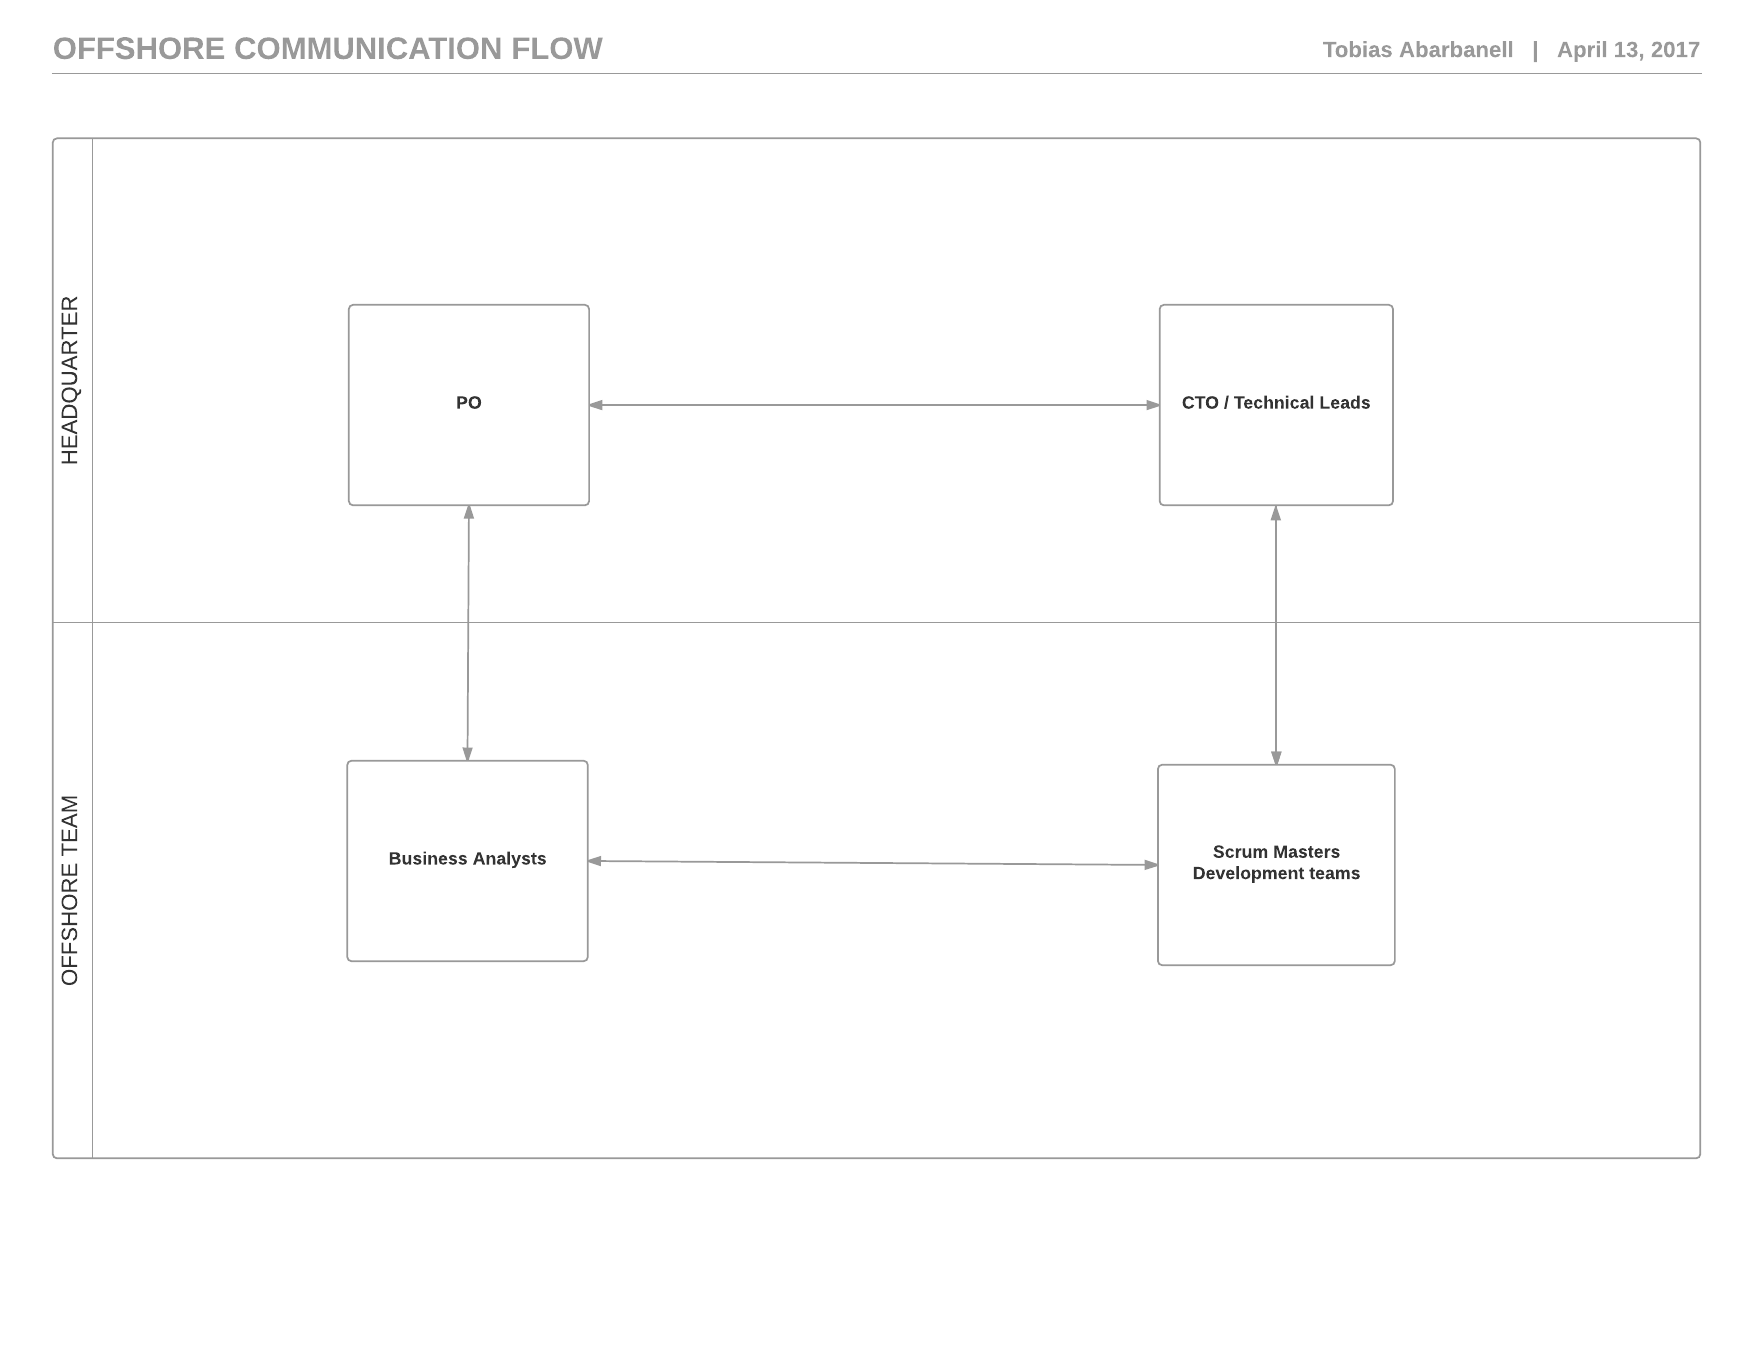 OFFSHORE COMMUNICATION FLOW
Tobias Abarbanell | April 13, 2017
HEADQUARTER
PO
CTO / Technical Leads
OFFSHORE TEAM
Business Analysts
Scrum Masters
Development teams